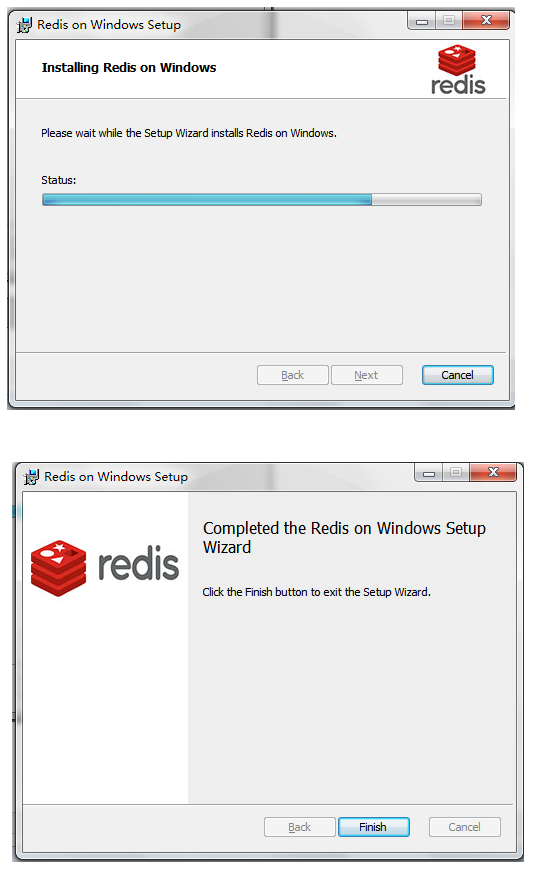 Redis on Windows Setup
Installing Redis on Windows
redis
Please wait while the Setup Wizard installs Redis on Windows.
Status:
Back
Next
Cancel
Redis on Windows Setup
redis
Completed the Redis on Windows Setup
Wizard
Click the Finish button to exit the Setup Wizard.
Back
Finish
Cancel